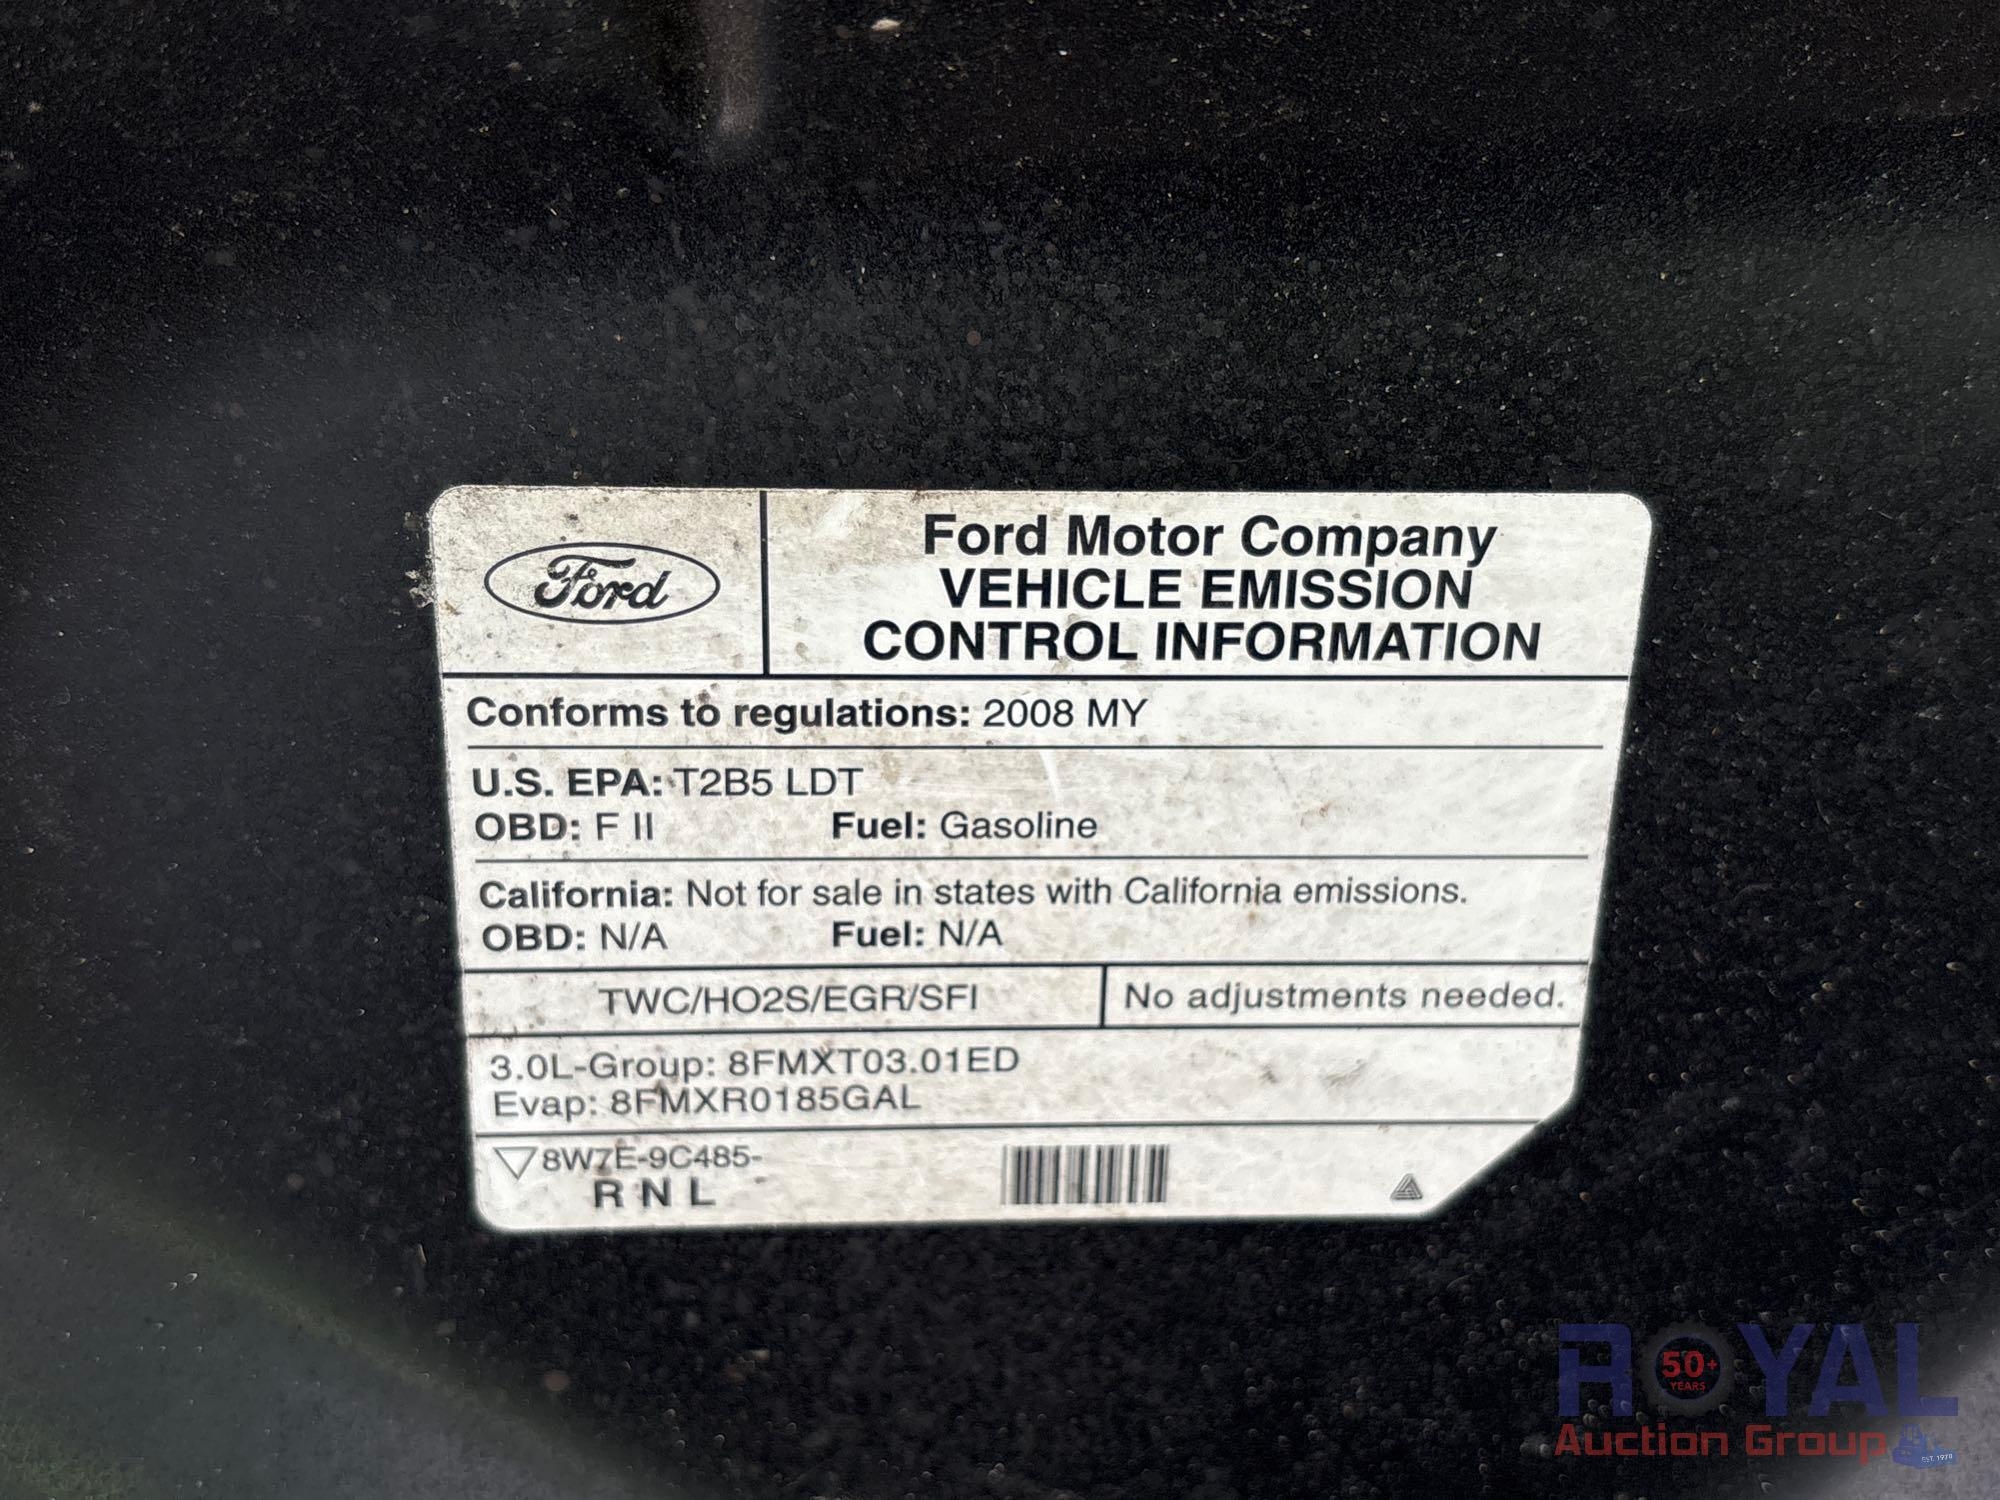 Ford
Ford Motor Company
VEHICLE EMISSION
CONTROL INFORMATION
Conforms to regulations: 2008 MY
U.S. EPA: T2B5 LDT
OBD: F II Fuel: Gasoline
California: Not for sale in states with California emissions.
OBD: N/A Fuel: N/A
TWC/HO2S/EGR/SFI
No adjustments needed.
3.0L-Group: 8FMXT03.01ED
Evap: 8FMXR0185GAL
8W7E-9C485-
R N L
ROYAL
50+
YEARS
Auction Group
EST. 1970